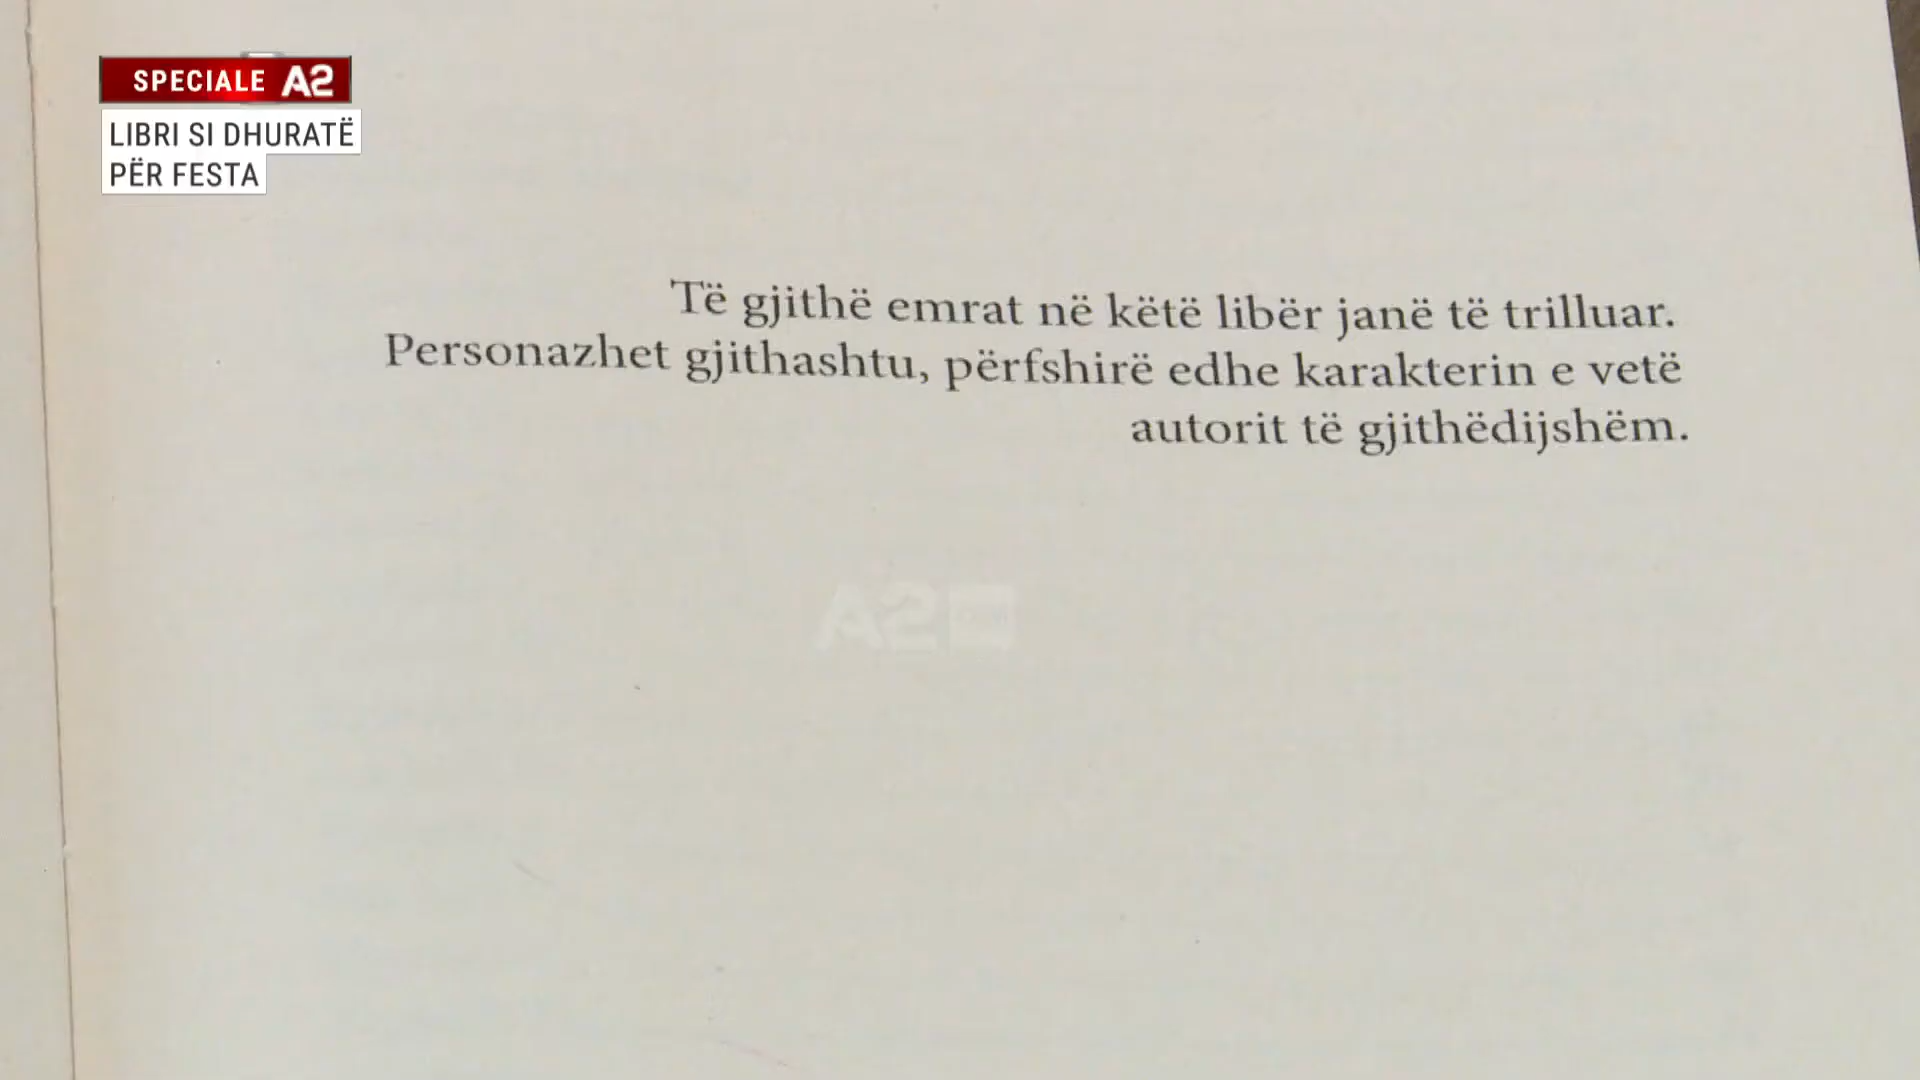 SPECIALE A2
LIBRI SI DHURATË
PËR FESTA
Të gjithë emrat në këtë libër janë të trilluar.
Personazhet gjithashtu, përfshirë edhe karakterin e vetë
autorit të gjithëdijshëm.
A2